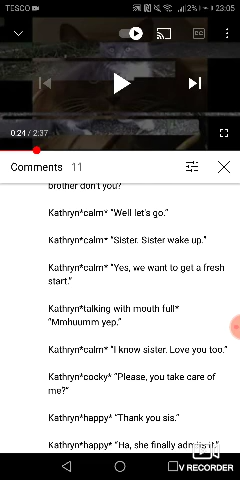 TESCO
2%
23:05
CC
0:24 / 2:37
Comments 11
brother don't you?"
Kathryn*calm* "Well let's go."
Kathryn*calm* "Sister. Sister wake up."
Kathryn*calm* "Yes, we want to get a fresh
start."
Kathryn*talking with mouth full*
"Mmhuumm yep."
Kathryn*calm* "I know sister. Love you too."
Kathryn*cocky* "Please, you take care of
me?"
Kathryn*happy* "Thank you sis."
Kathryn*happy* "Ha, she finally admits it."
V RECORDER